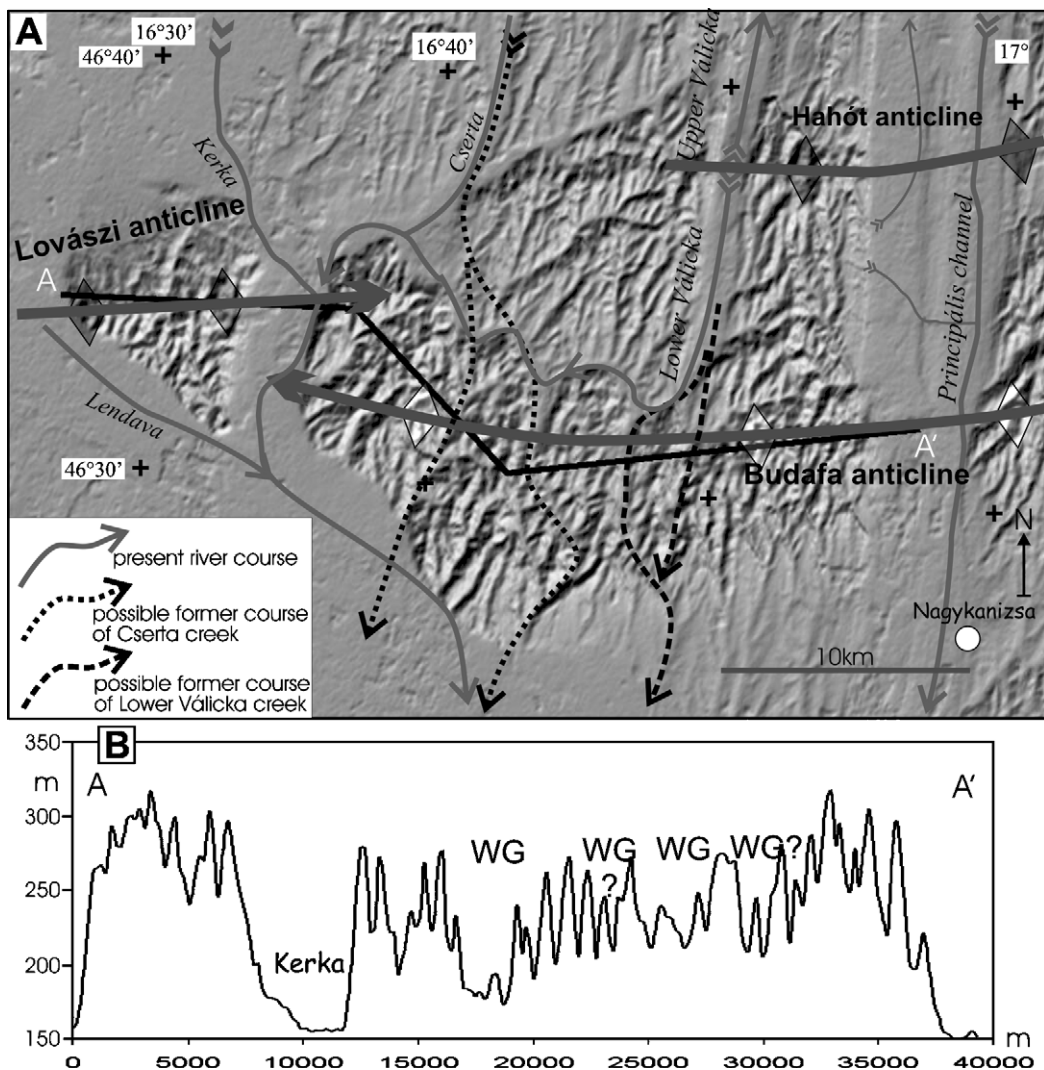 A
16°30’
46°40’
16°40’
17°
Kerka
Cserta
Upper Válicka
Hahót anticline
Lovászi anticline
A
Lower Válicka
Principális channel
Lendava
46°30’
A’
Budafa anticline
N
Nagykanizsa
10km
present river course
possible former course
of Cserta creek
possible former course
of Lower Válicka creek
B
350
m
300
250
200
150
A
A’
WG
WG
?
WG
WG?
Kerka
0
5000
10000
15000
20000
25000
30000
35000
40000
m